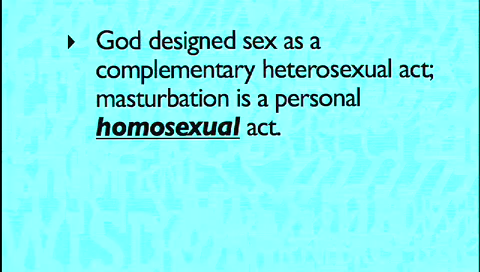 God designed sex as a
complementary heterosexual act;
masturbation is a personal
homosexual act.